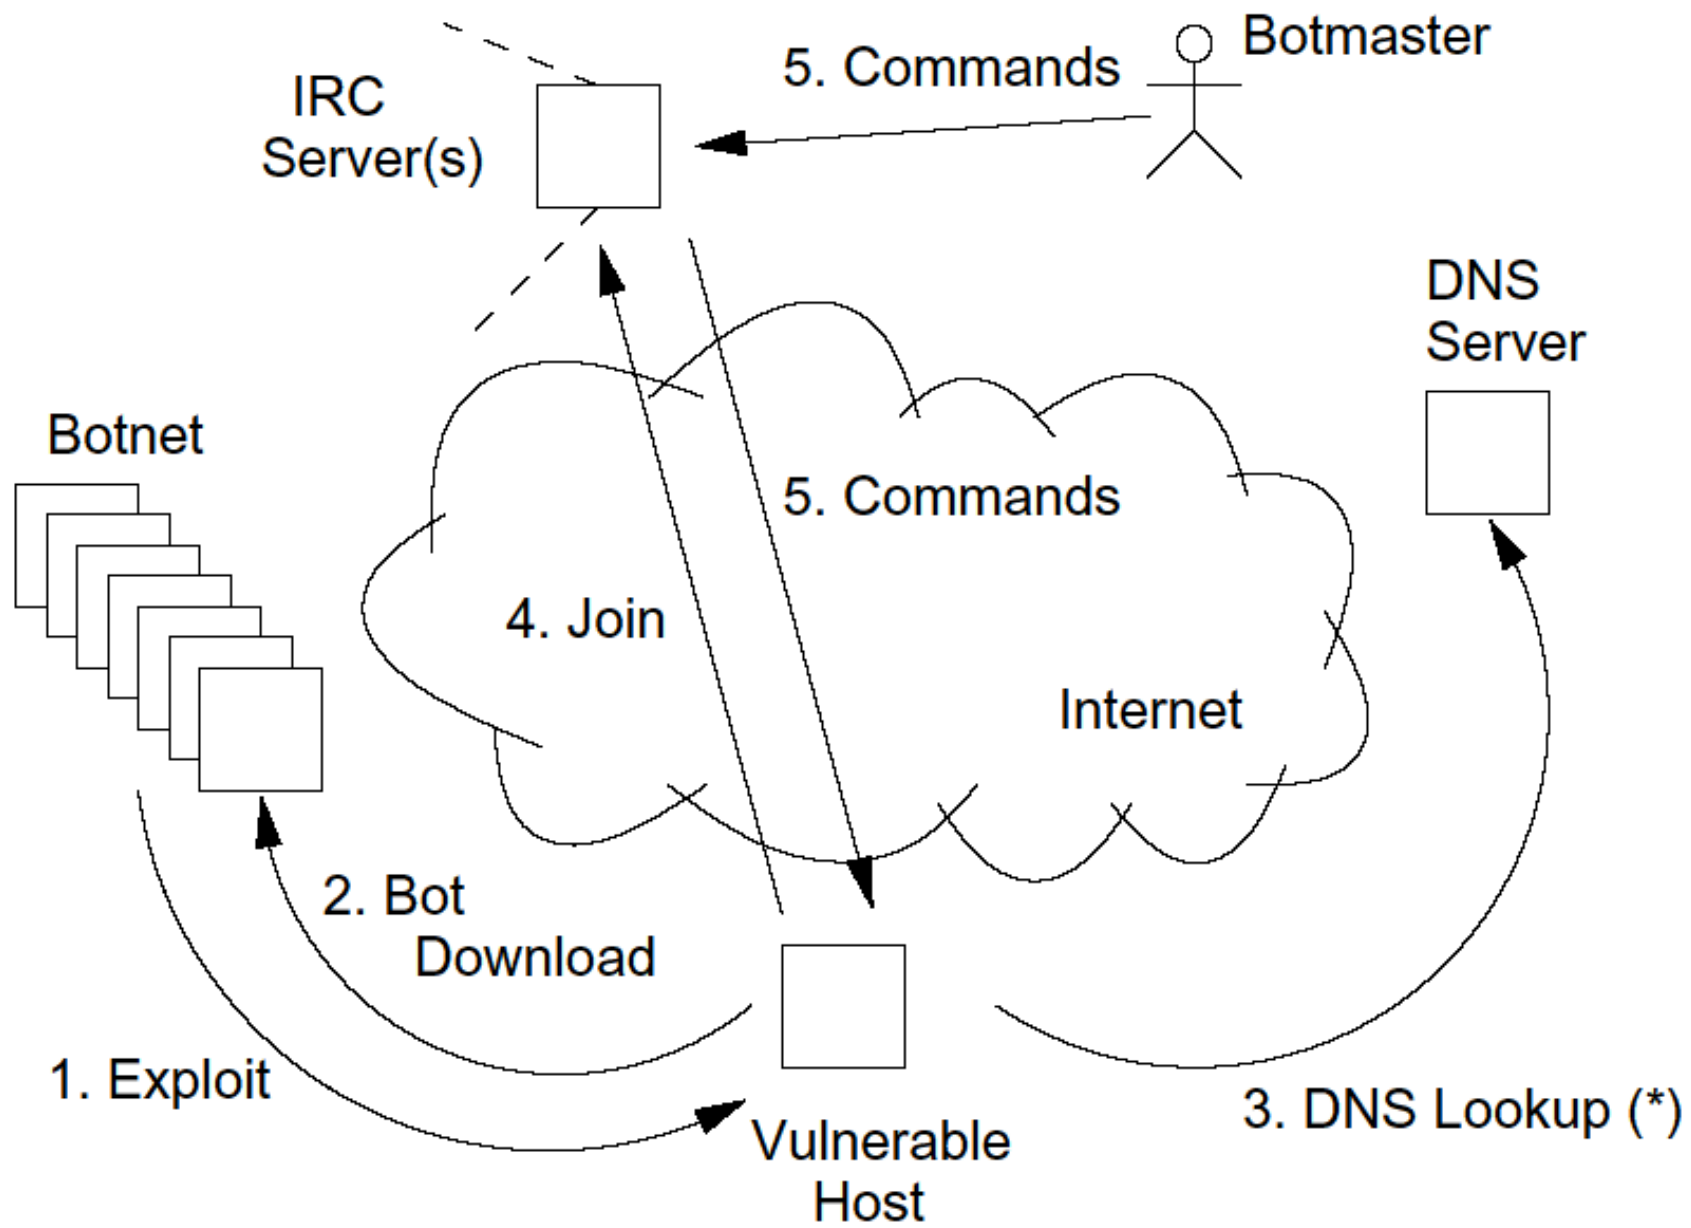 Botmaster
5. Commands
IRC
Server(s)
DNS
Server
Botnet
5. Commands
4. Join
Internet
2. Bot
Download
1. Exploit
3. DNS Lookup (*)
Vulnerable
Host